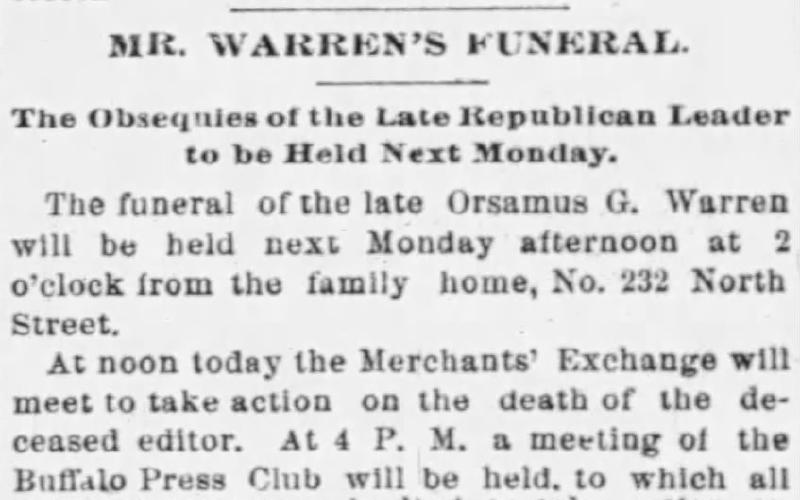 MR. WARREN'S FUNERAL.
The Obsequies of the Late Republican Leader
to be Held Next Monday.
The funeral of the late Orsamus G. Warren
will be held next Monday afternoon at 2
o'clock from the family home, No. 232 North
Street.
At noon today the Merchants' Exchange will
meet to take action on the death of the de-
ceased editor. At 4 P. M. a meeting of the
Buffalo Press Club will be held, to which all